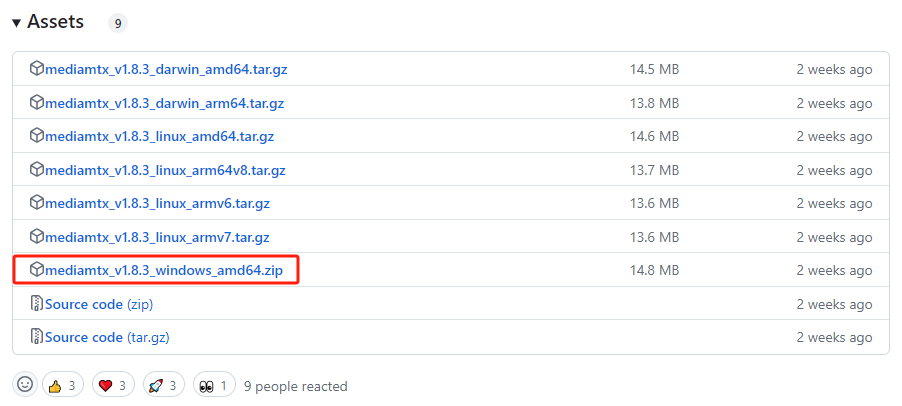 Assets 9
mediamtx_v1.8.3_darwin_amd64.tar.gz 14.5 MB 2 weeks ago
mediamtx_v1.8.3_darwin_arm64.tar.gz 13.8 MB 2 weeks ago
mediamtx_v1.8.3_linux_amd64.tar.gz 14.6 MB 2 weeks ago
mediamtx_v1.8.3_linux_arm64v8.tar.gz 13.7 MB 2 weeks ago
mediamtx_v1.8.3_linux_armv6.tar.gz 13.6 MB 2 weeks ago
mediamtx_v1.8.3_linux_armv7.tar.gz 13.6 MB 2 weeks ago
mediamtx_v1.8.3_windows_amd64.zip 14.8 MB 2 weeks ago
Source code (zip) 2 weeks ago
Source code (tar.gz) 2 weeks ago
3 3 3 1 9 people reacted